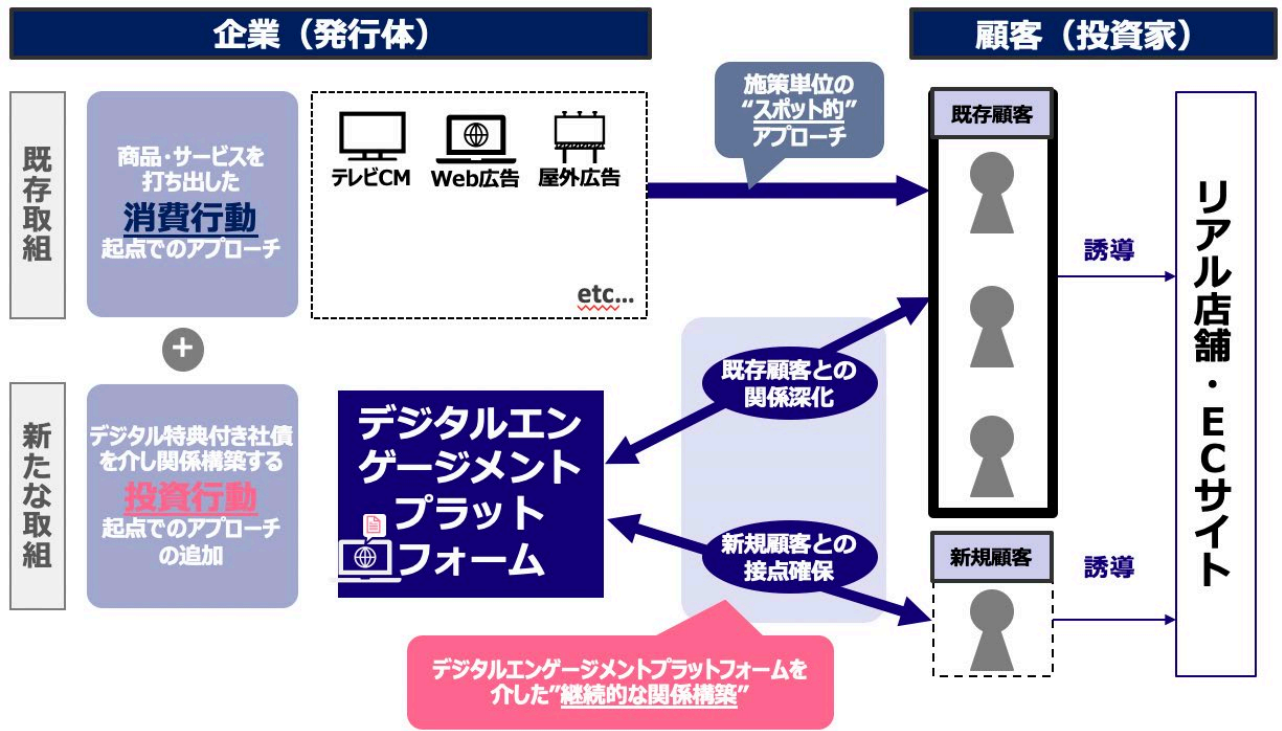 企業（発行体）
顧客（投資家）
既存取組
商品・サービスを
打ち出した
消費行動
起点でのアプローチ
テレビCM
Web広告
屋外広告
etc...
施策単位の
“スポット的”
アプローチ
既存顧客
誘導
リアル店舗・ECサイト
+
新たな取組
デジタル特典付き社債
を介し関係構築する
投資行動
起点でのアプローチ
の追加
デジタルエン
ゲージメント
プラット
フォーム
既存顧客との
関係深化
新規顧客との
接点確保
新規顧客
誘導
デジタルエンゲージメントプラットフォームを
介した”継続的な関係構築”